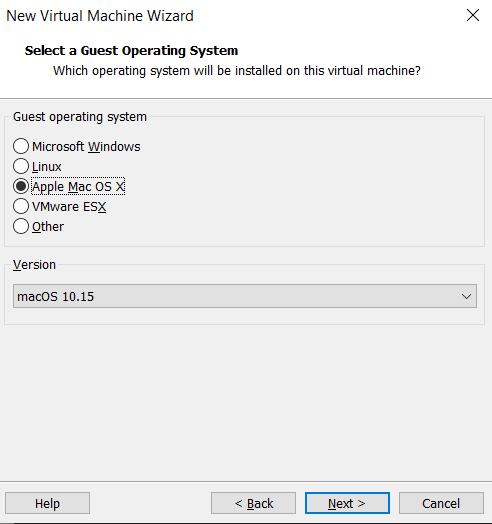 New Virtual Machine Wizard
Select a Guest Operating System
Which operating system will be installed on this virtual machine?
Guest operating system
Microsoft Windows
Linux
Apple Mac OS X
VMware ESX
Other
Version
macOS 10.15
Help
< Back
Next >
Cancel